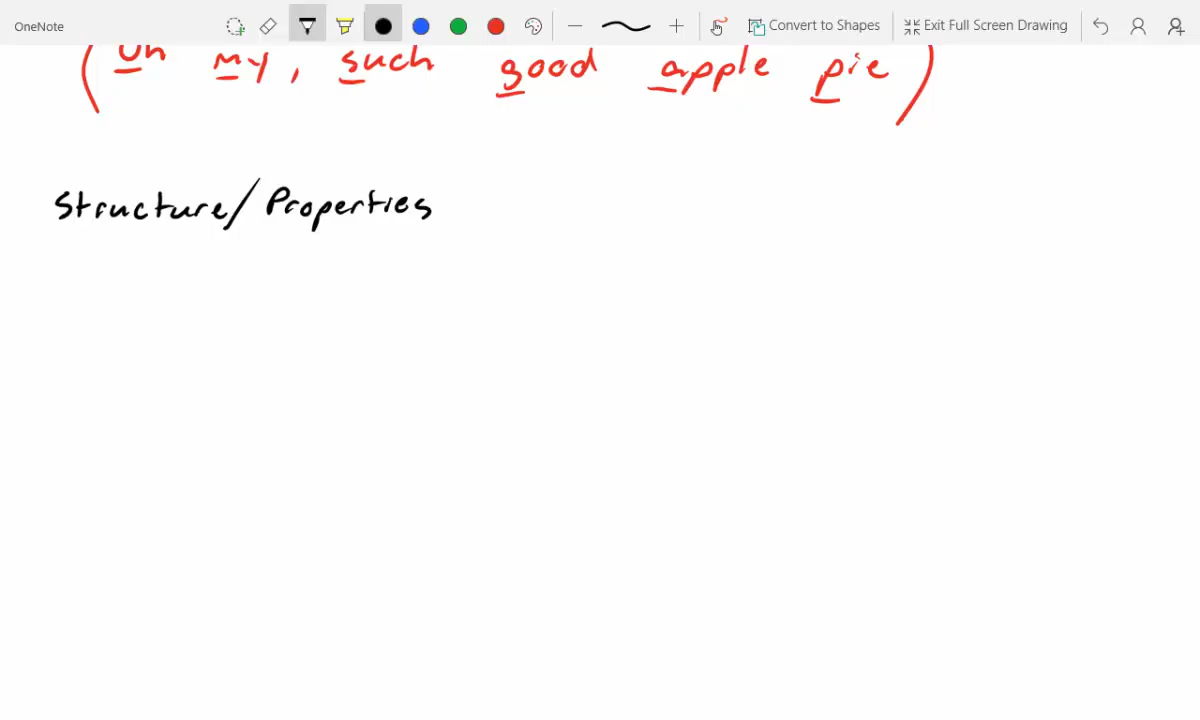 OneNote
Convert to Shapes
Exit Full Screen Drawing
(Oh my, such good apple pie)
Structure/Properties